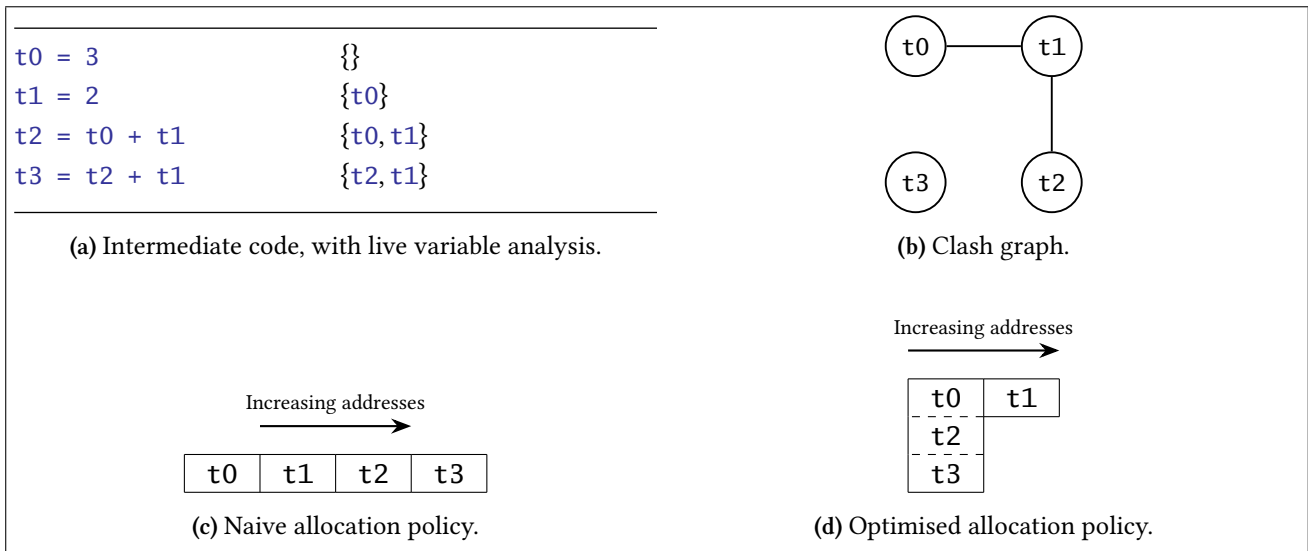 t0 = 3 {}
t1 = 2 {t0}
t2 = t0 + t1 {t0, t1}
t3 = t2 + t1 {t2, t1}
(a) Intermediate code, with live variable analysis.
t0 t1
t3 t2
(b) Clash graph.
Increasing addresses
t0 t1 t2 t3
(c) Naive allocation policy.
Increasing addresses
t0 t1
t2
t3
(d) Optimised allocation policy.